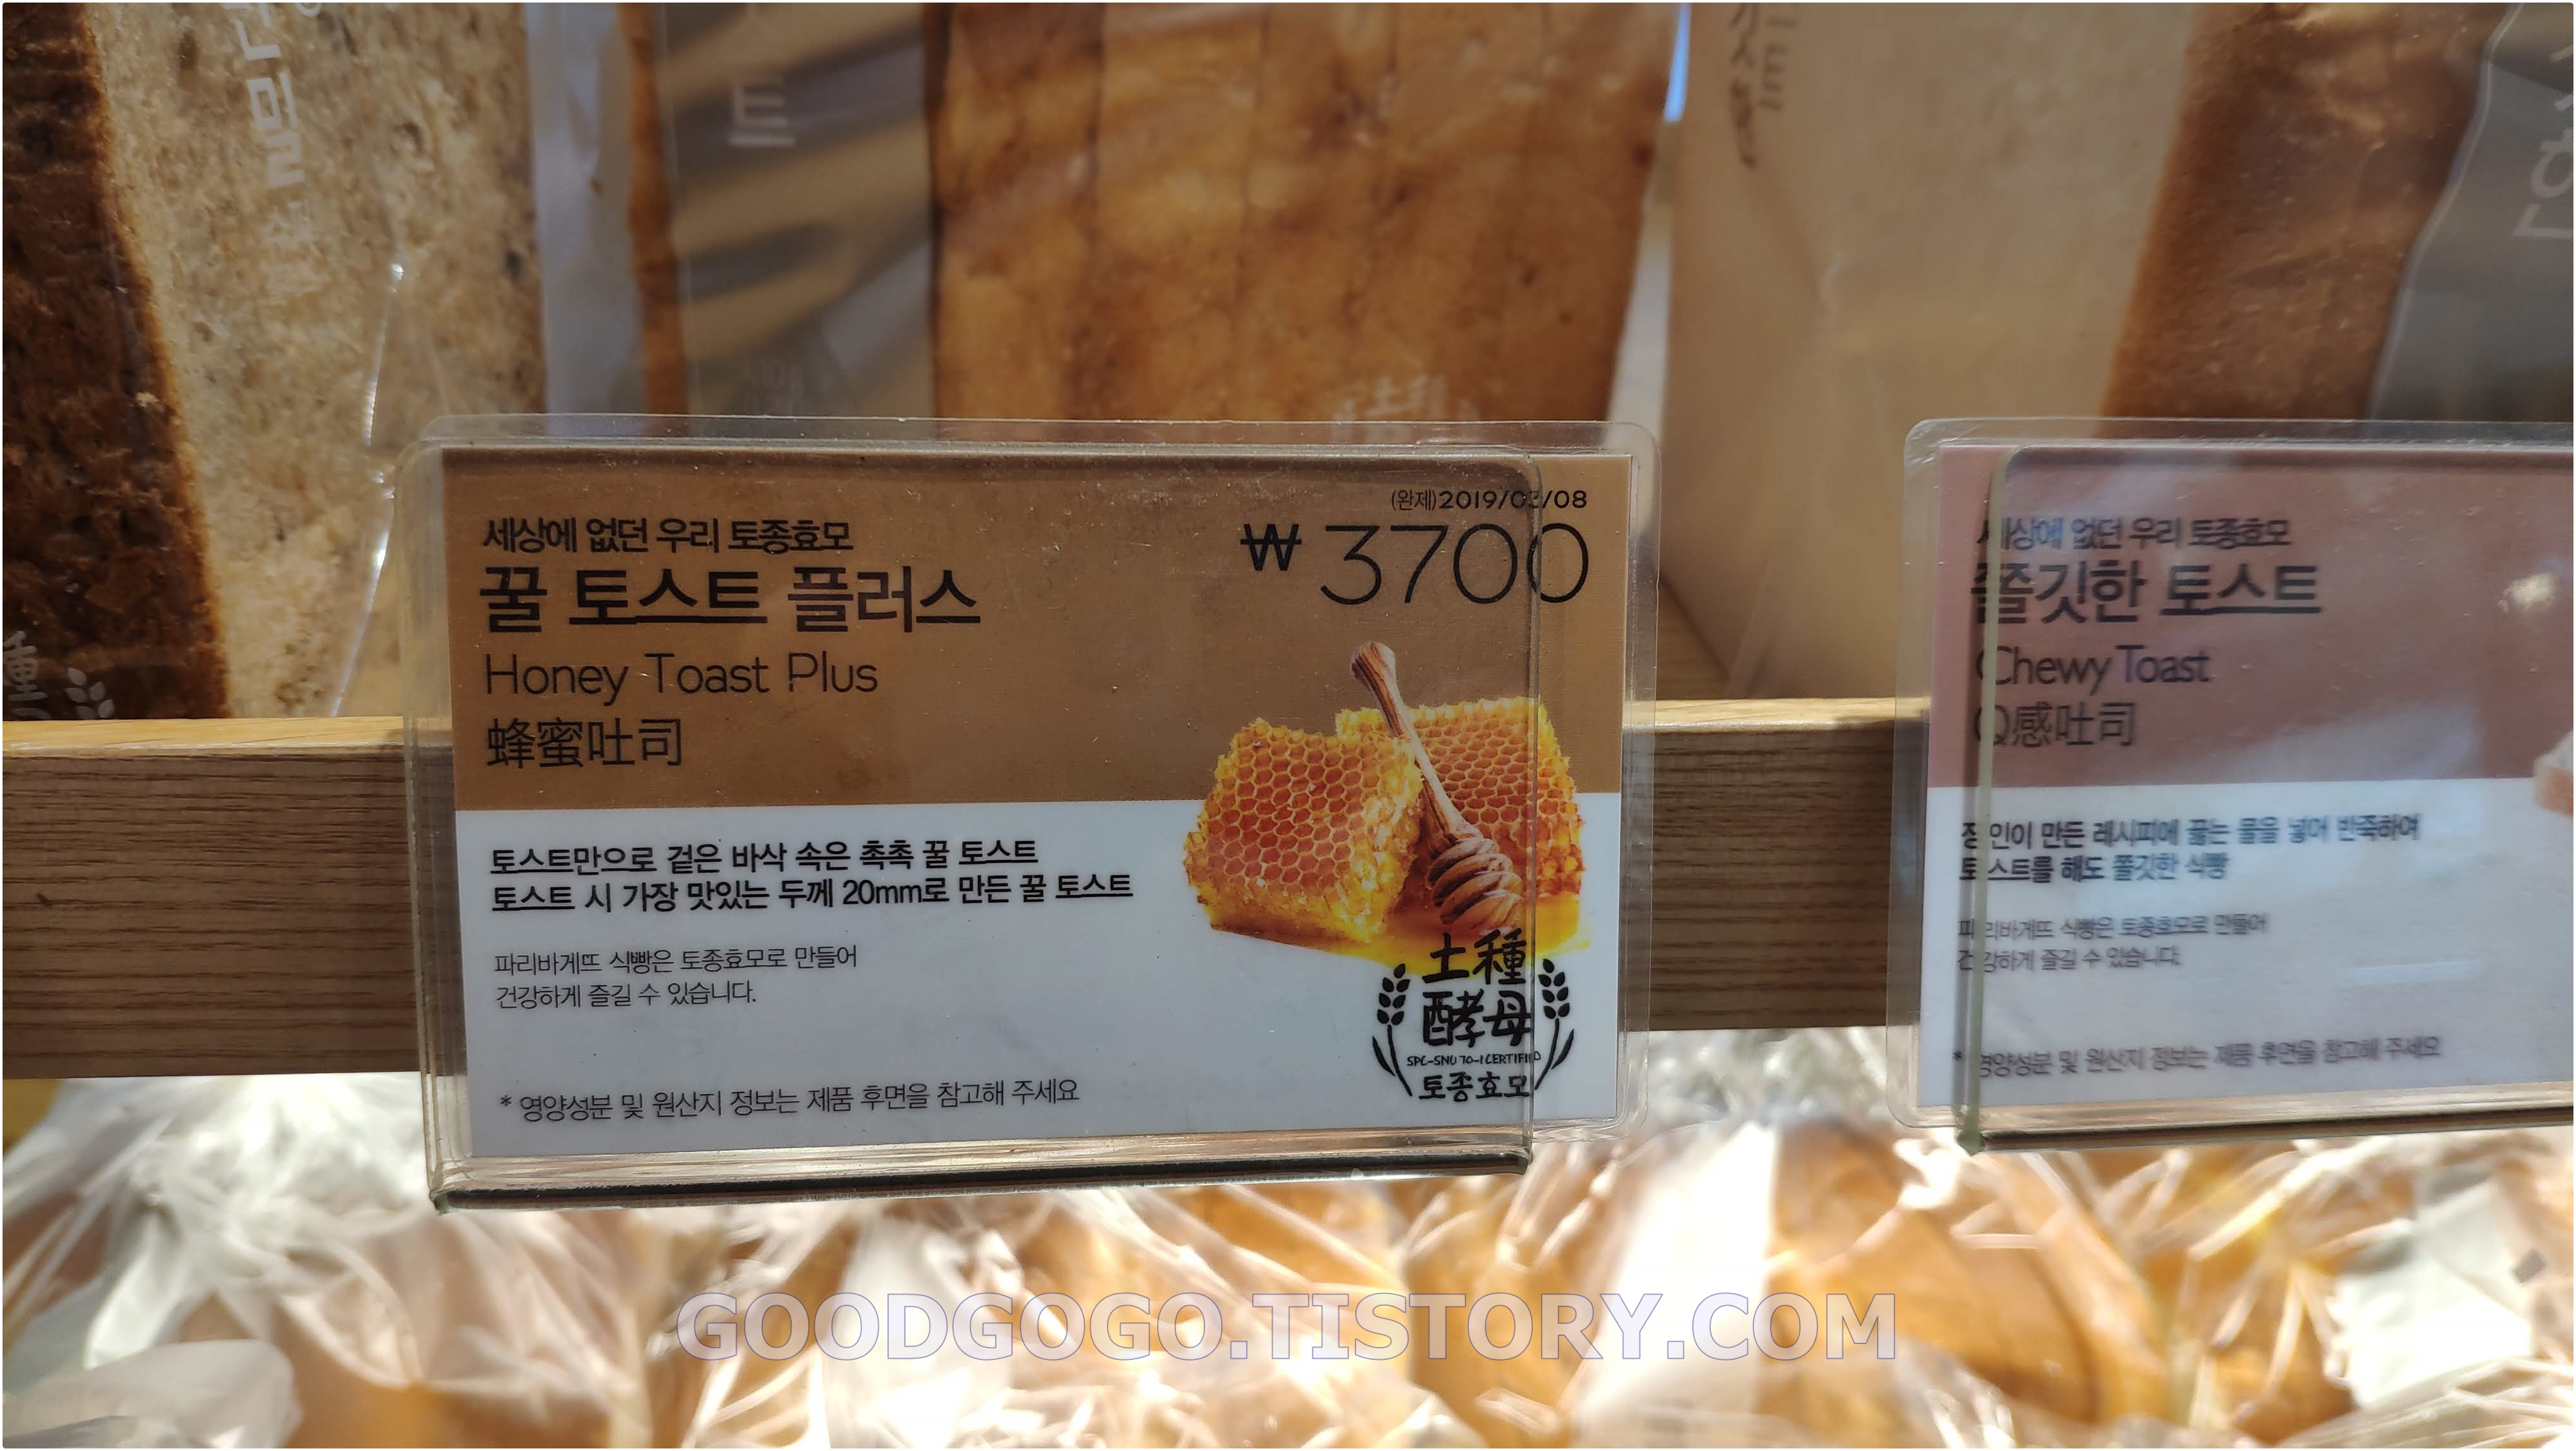 밀
트
(완제)2019/03/08
₩ 3700
세상에 없던 우리 토종효모
꿀 토스트 플러스
Honey Toast Plus
蜂蜜吐司
토스트만으로 겉은 바삭 속은 촉촉 꿀 토스트
토스트 시 가장 맛있는 두께 20mm로 만든 꿀 토스트
파리바게뜨 식빵은 토종효모로 만들어
건강하게 즐길 수 있습니다.
土種
酵母
SPC-SNU TO-1 CERTIFIED
토종효모
* 영양성분 및 원산지 정보는 제품 후면을 참고해 주세요
세상에 없던 우리 토종효모
쫄깃한 토스트
Chewy Toast
Q感吐司
장인이 만든 레시피에 끓는 물을 넣어 반죽하여
토스트를 해도 쫄깃한 식빵
파리바게뜨 식빵은 토종효모로 만들어
건강하게 즐길 수 있습니다.
* 영양성분 및 원산지 정보는 제품 후면을 참고해 주세요
種
GOODGOGO.TISTORY.COM